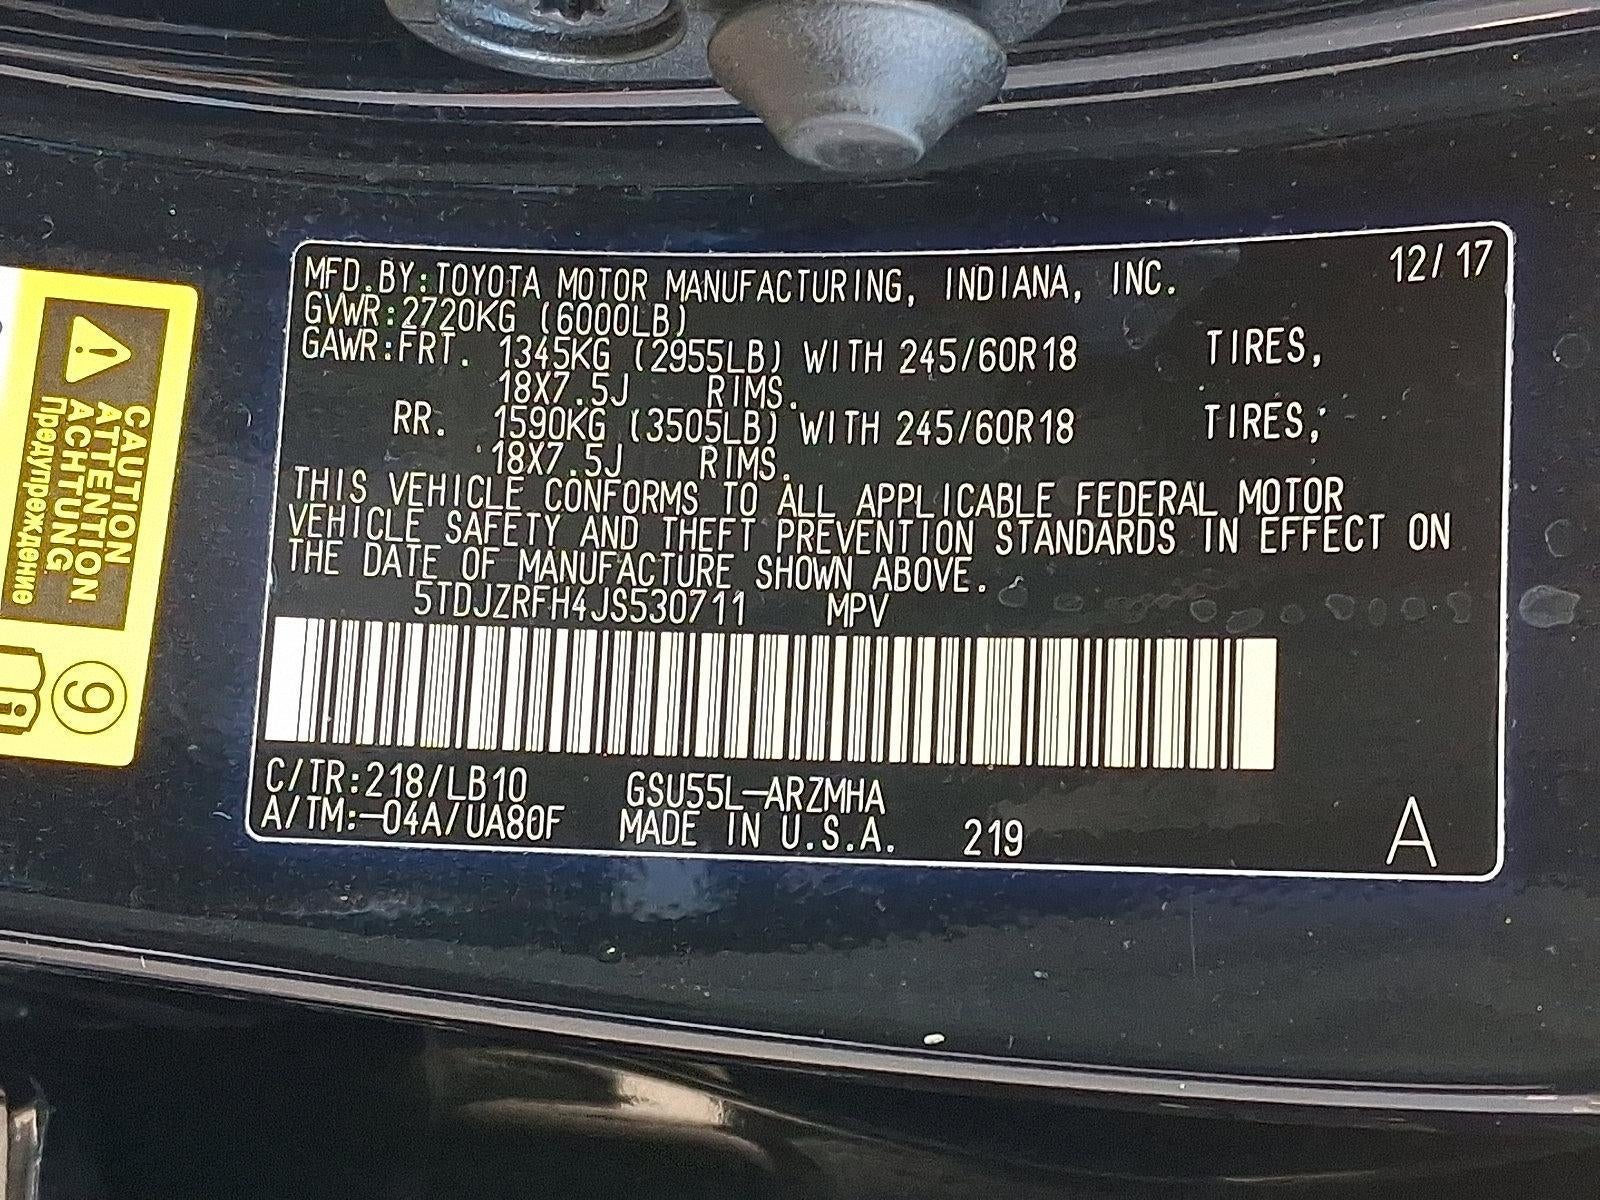 CAUTION
ATTENTION
ACHTUNG
Предупреждение
9
12/17
MFD.BY:TOYOTA MOTOR MANUFACTURING, INDIANA, INC.
GVWR:2720KG (6000LB)
GAWR:FRT. 1345KG (2955LB) WITH 245/60R18 TIRES,
18X7.5J RIMS.
RR. 1590KG (3505LB) WITH 245/60R18 TIRES,
18X7.5J RIMS.
THIS VEHICLE CONFORMS TO ALL APPLICABLE FEDERAL MOTOR
VEHICLE SAFETY AND THEFT PREVENTION STANDARDS IN EFFECT ON
THE DATE OF MANUFACTURE SHOWN ABOVE.
5TDJZRFH4JS530711 MPV
C/TR:218/LB10 GSU55L-ARZMHA
A/TM:-04A/UA80F MADE IN U.S.A. 219 A